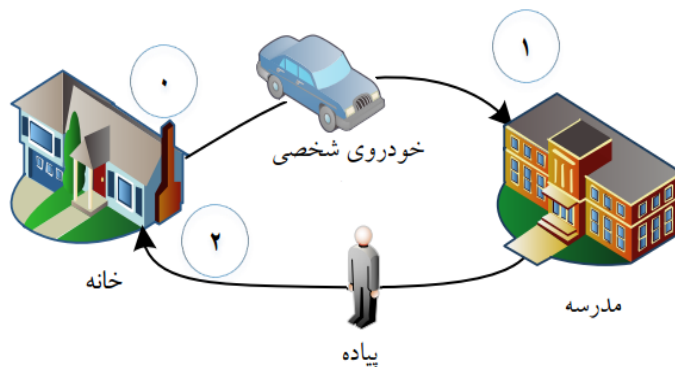 ۱
۰
خودروی شخصی
۲
خانه
مدرسه
پیاده